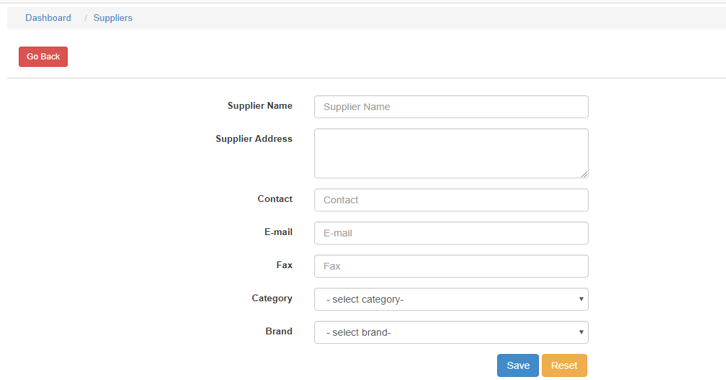 Dashboard / Suppliers
Go Back
Supplier Name Supplier Name
Supplier Address
Contact Contact
E-mail E-mail
Fax Fax
Category - select category-
Brand - select brand-
Save Reset